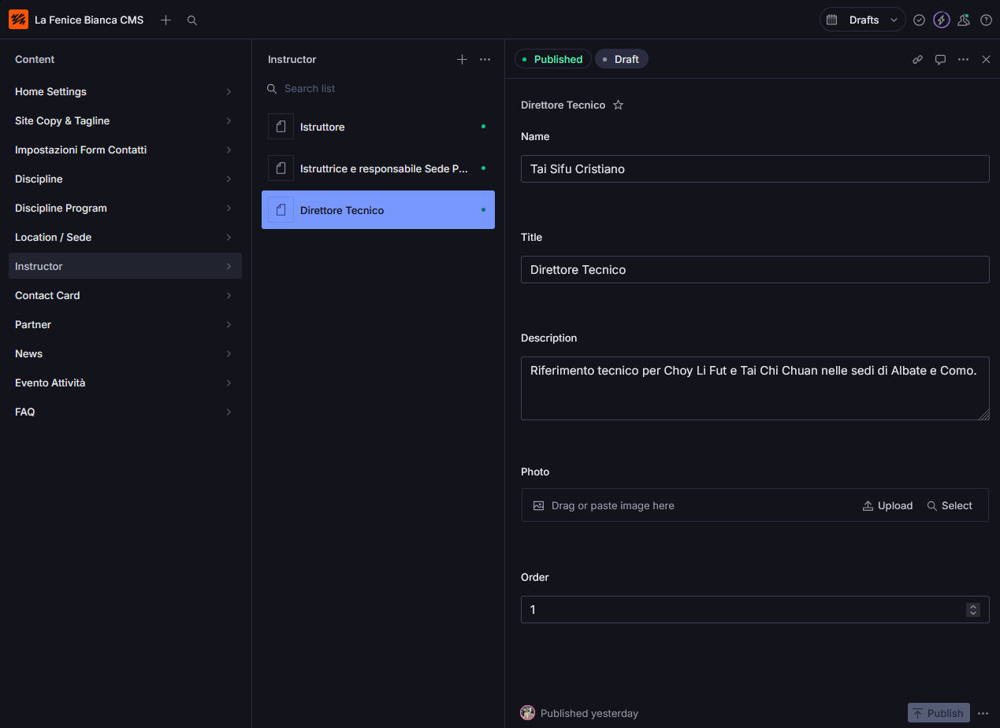 La Fenice Bianca CMS
Drafts
Content
Home Settings
Site Copy & Tagline
Impostazioni Form Contatti
Discipline
Discipline Program
Location / Sede
Instructor
Contact Card
Partner
News
Evento Attività
FAQ
Instructor
Search list
Istruttore
Istruttrice e responsabile Sede P...
Direttore Tecnico
Published
Draft
Direttore Tecnico
Name
Tai Sifu Cristiano
Title
Direttore Tecnico
Description
Riferimento tecnico per Choy Li Fut e Tai Chi Chuan nelle sedi di Albate e Como.
Photo
Drag or paste image here
Upload
Select
Order
1
Published yesterday
Publish